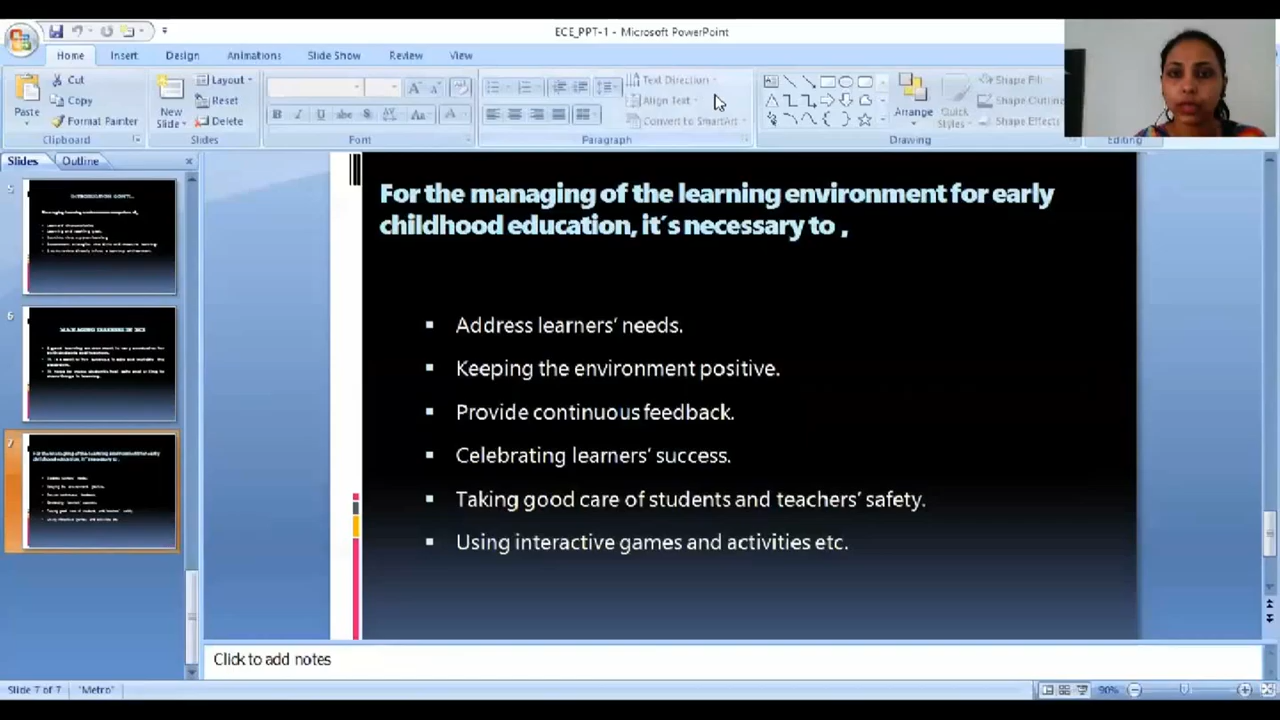 ECE_PPT-1 - Microsoft PowerPoint
Home Insert Design Animations Slide Show Review View
Cut
Copy
Format Painter
Paste
Clipboard
New Slide
Layout
Reset
Delete
Slides
Font
Text Direction
Align Text
Convert to SmartArt
Paragraph
Arrange
Quick Styles
Shape Fill
Shape Outline
Shape Effects
Drawing
Editing
Slides Outline
5
6
7
For the managing of the learning environment for early
childhood education, it´s necessary to ,
Address learners’ needs.
Keeping the environment positive.
Provide continuous feedback.
Celebrating learners’ success.
Taking good care of students and teachers’ safety.
Using interactive games and activities etc.
Click to add notes
Slide 7 of 7 "Metro" 90%